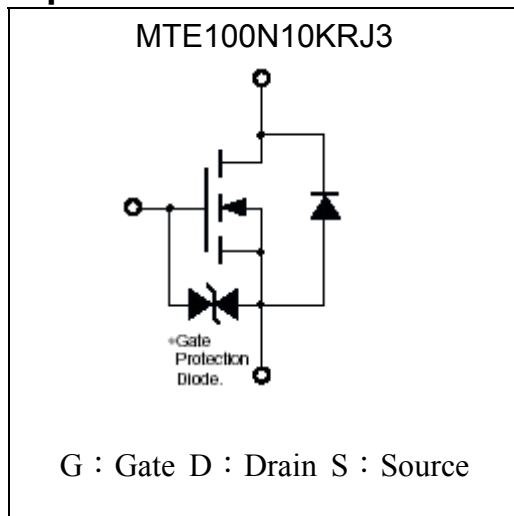 MTE100N10KRJ3
*Gate
Protection
Diode.
G：Gate D：Drain S：Source